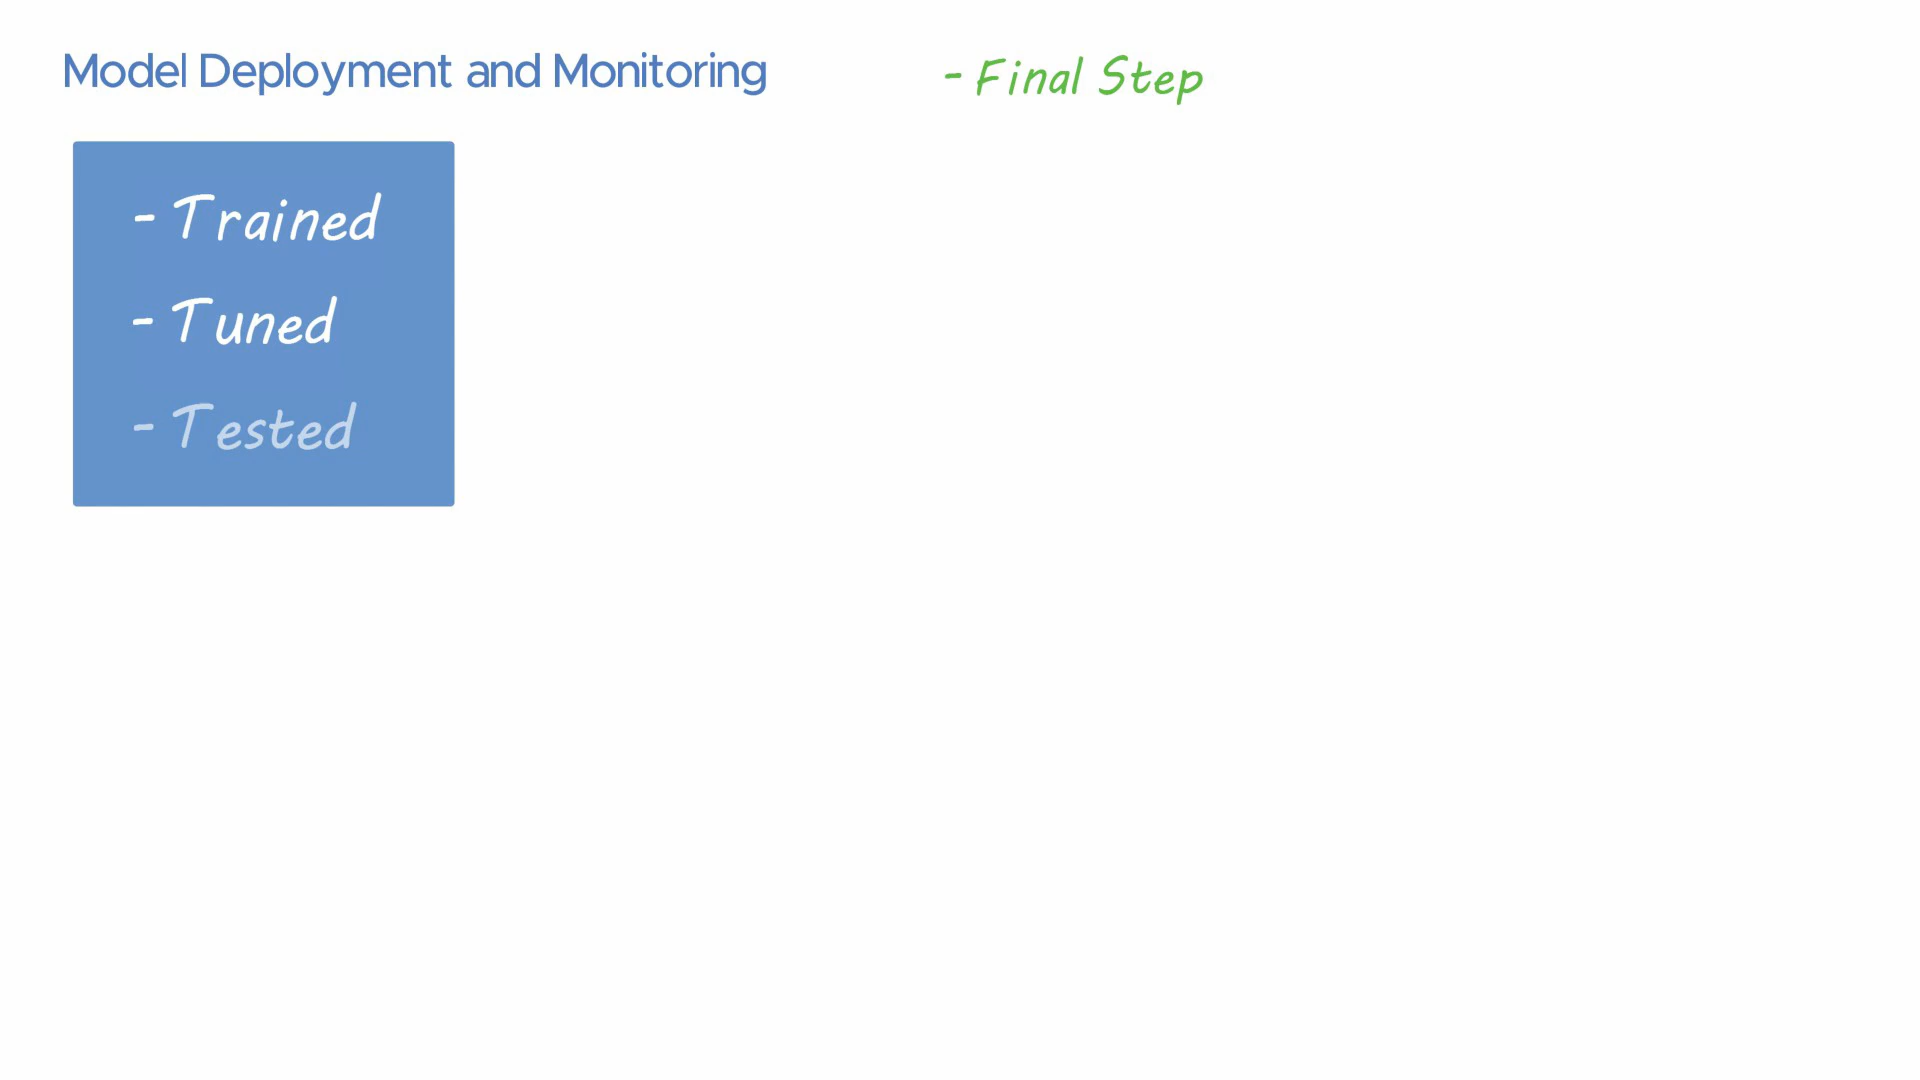 Model Deployment and Monitoring
- Final Step
- Trained
- Tuned
- Tested